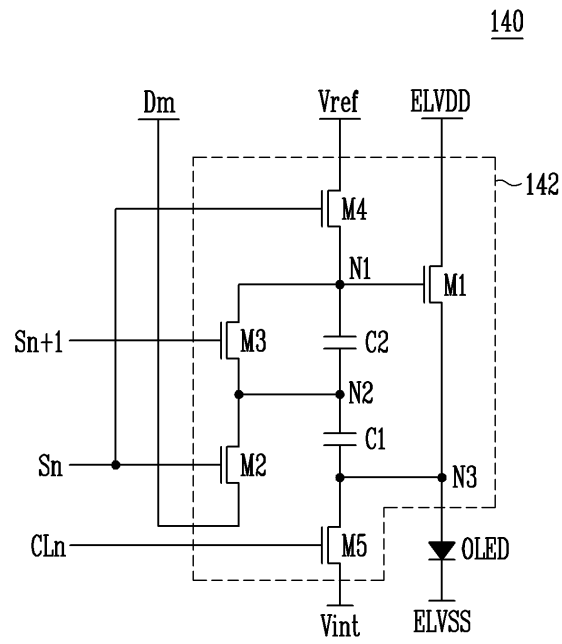 140
Dm
Vref
ELVDD
142
M4
N1
M1
Sn+1
M3
C2
N2
C1
Sn
M2
N3
CLn
M5
OLED
Vint
ELVSS